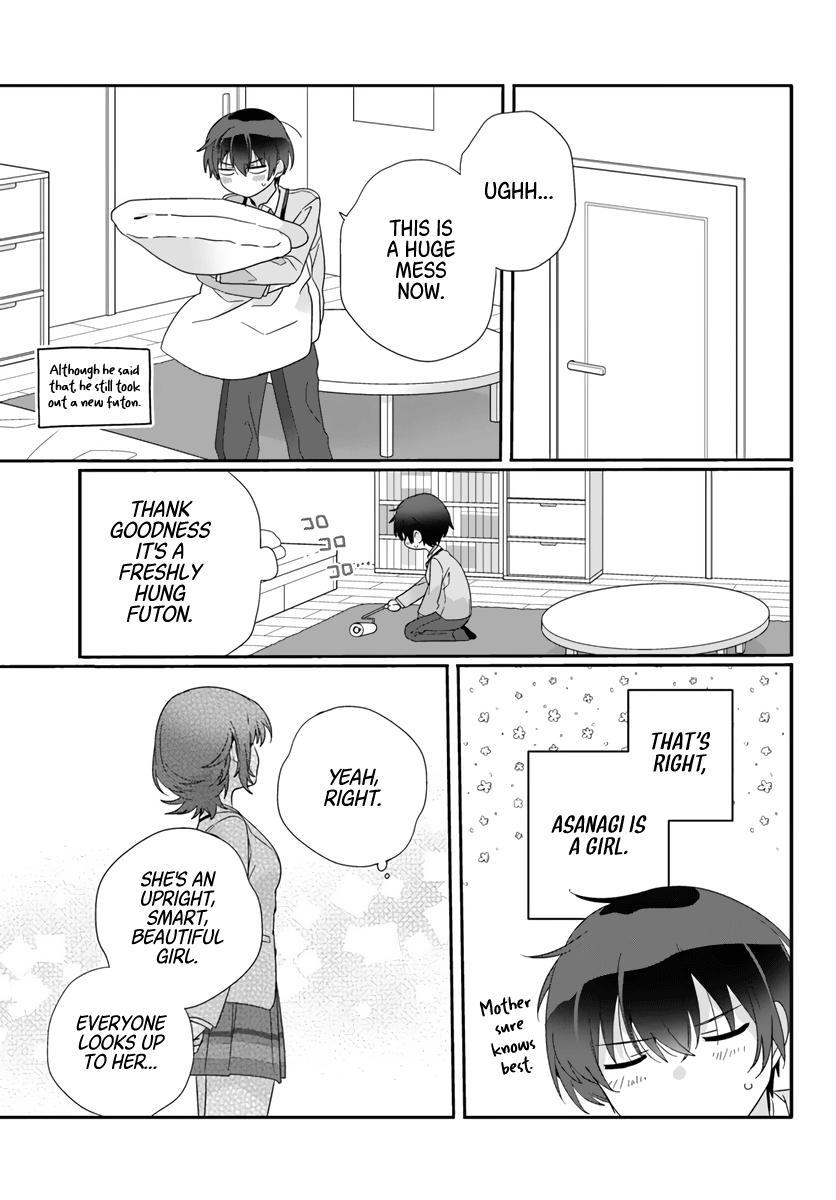 UGHH...
THIS IS
A HUGE
MESS
NOW.
Although he said
that, he still took
out a new futon.
コロ
コロ
コロ...
THANK
GOODNESS
IT'S A
FRESHLY
HUNG
FUTON.
THAT'S
RIGHT,
ASANAGI IS
A GIRL.
Mother
sure
knows
best.
YEAH,
RIGHT.
SHE'S AN
UPRIGHT,
SMART,
BEAUTIFUL
GIRL.
EVERYONE
LOOKS UP
TO HER...